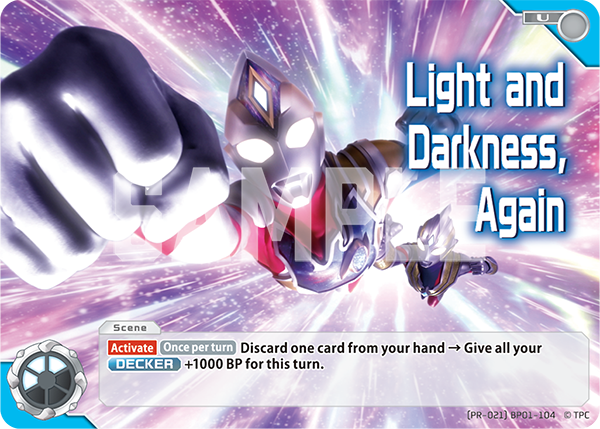 U
Light and
Darkness,
Again
SAMPLE
Scene
Activate Once per turn Discard one card from your hand → Give all your
DECKER +1000 BP for this turn.
[PR-021] BP01-104 © TPC